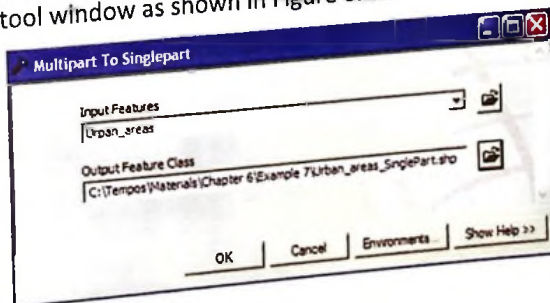 tool window as shown in Figure
Multipart To Singlepart
Input Features
Urban_areas
Output Feature Class
C:\Tempos\Materials\Chapter 6\Example 7\Urban_areas_SinglePart.shp
OK Cancel Environments... Show Help >>